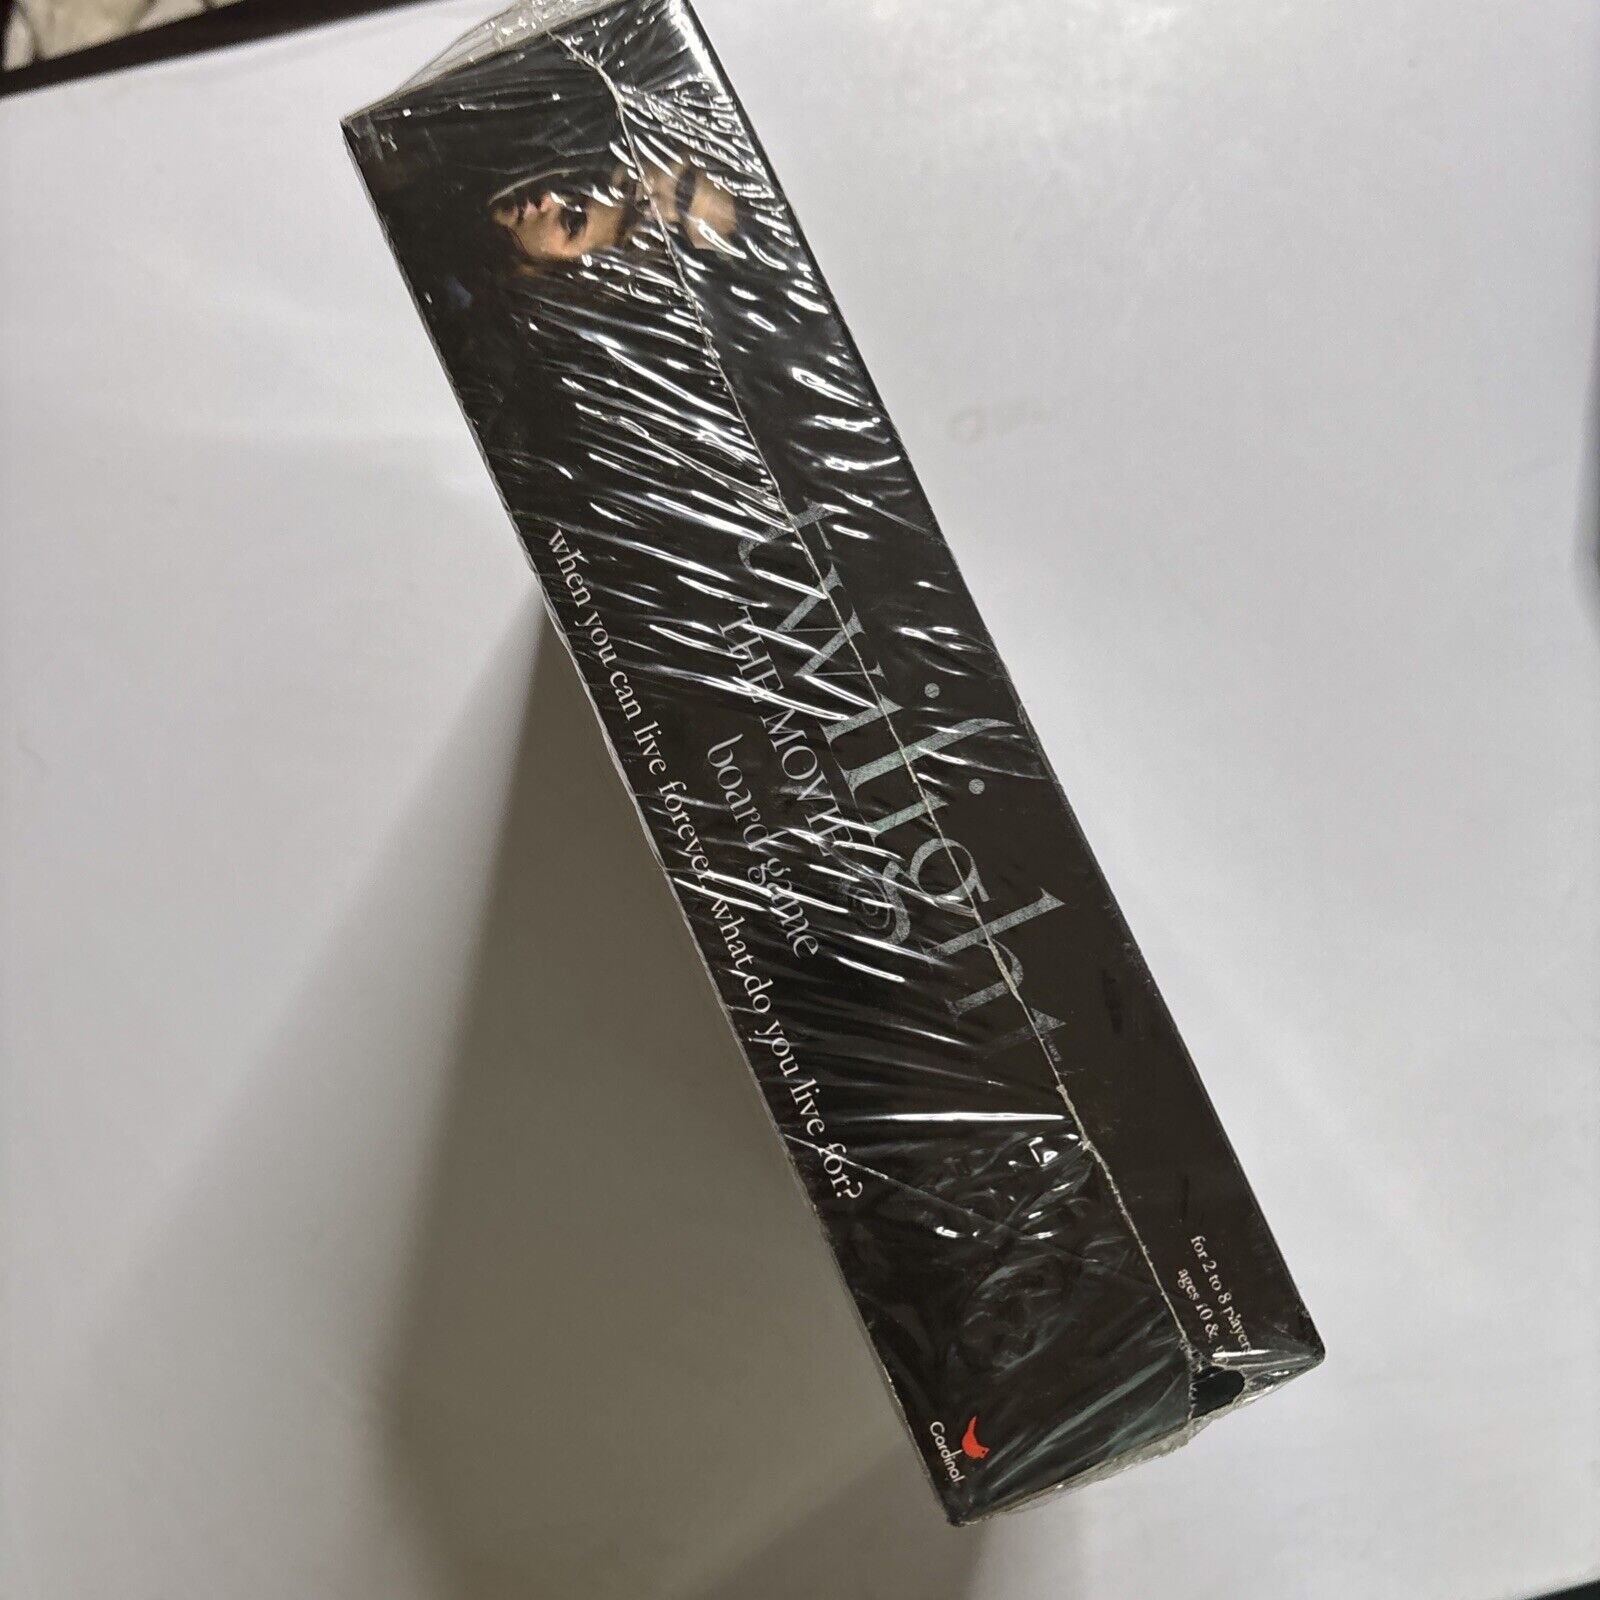 twilight
THE MOVIE
board game
when you can live forever, what do you live for?
for 2 to 8 players
ages 10 & up
Cardinal